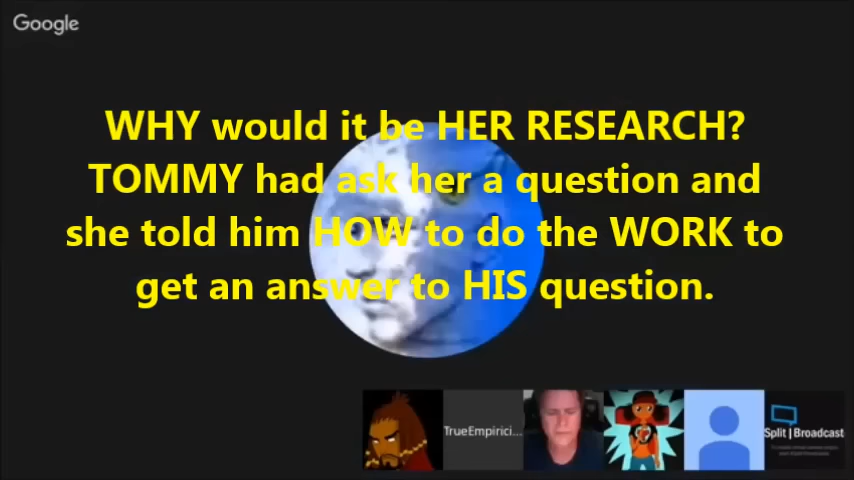 Google
WHY would it be HER RESEARCH?
TOMMY had ask her a question and
she told him HOW to do the WORK to
get an answer to HIS question.
TrueEmpirici...
Split | Broadcast